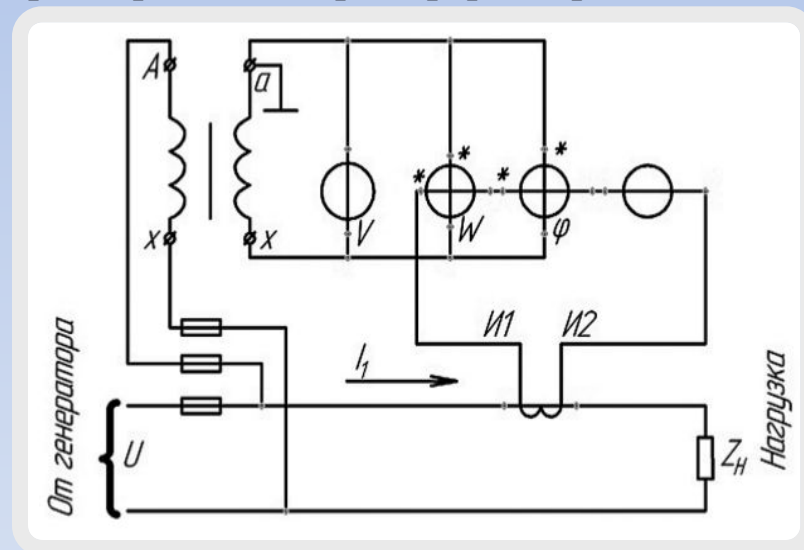 A
a
x
x
V
*
*
W
*
*
φ
И1
И2
I₁
От генератора
U
Zн
Нагрузка